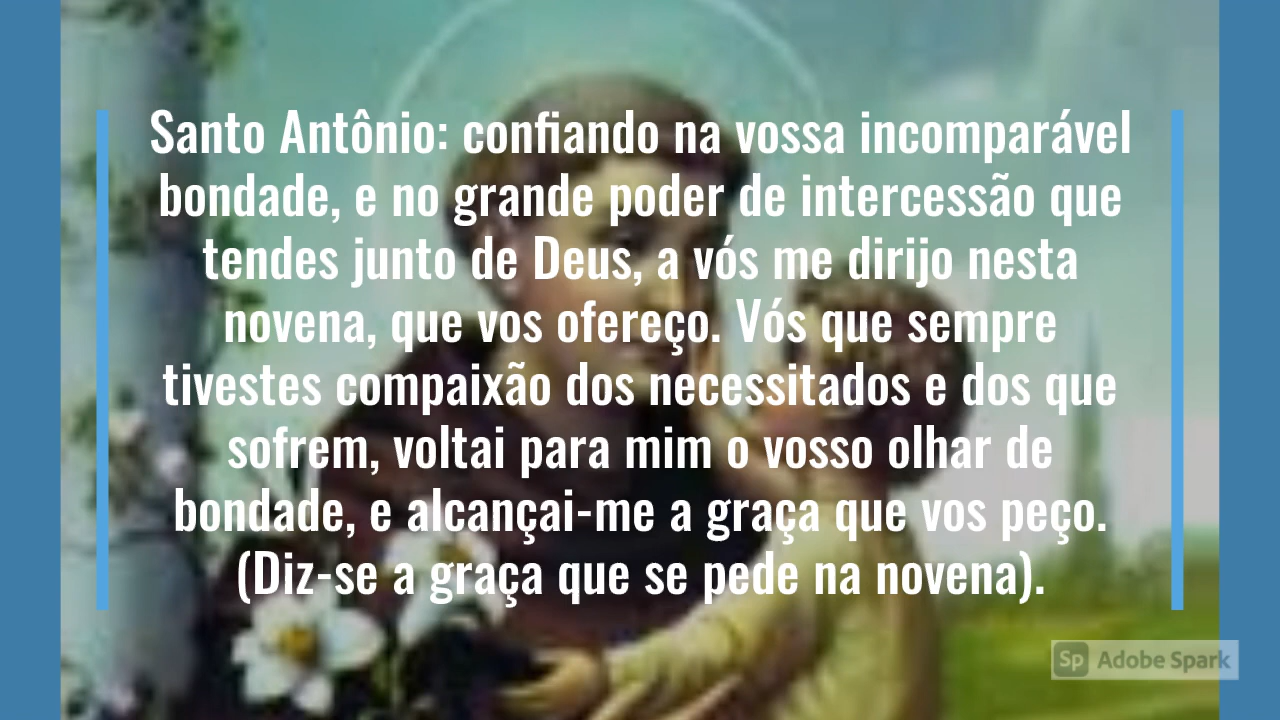 Santo Antônio: confiando na vossa incomparável
bondade, e no grande poder de intercessão que
tendes junto de Deus, a vós me dirijo nesta
novena, que vos ofereço. Vós que sempre
tivestes compaixão dos necessitados e dos que
sofrem, voltai para mim o vosso olhar de
bondade, e alcançai-me a graça que vos peço.
(Diz-se a graça que se pede na novena).
Sp Adobe Spark